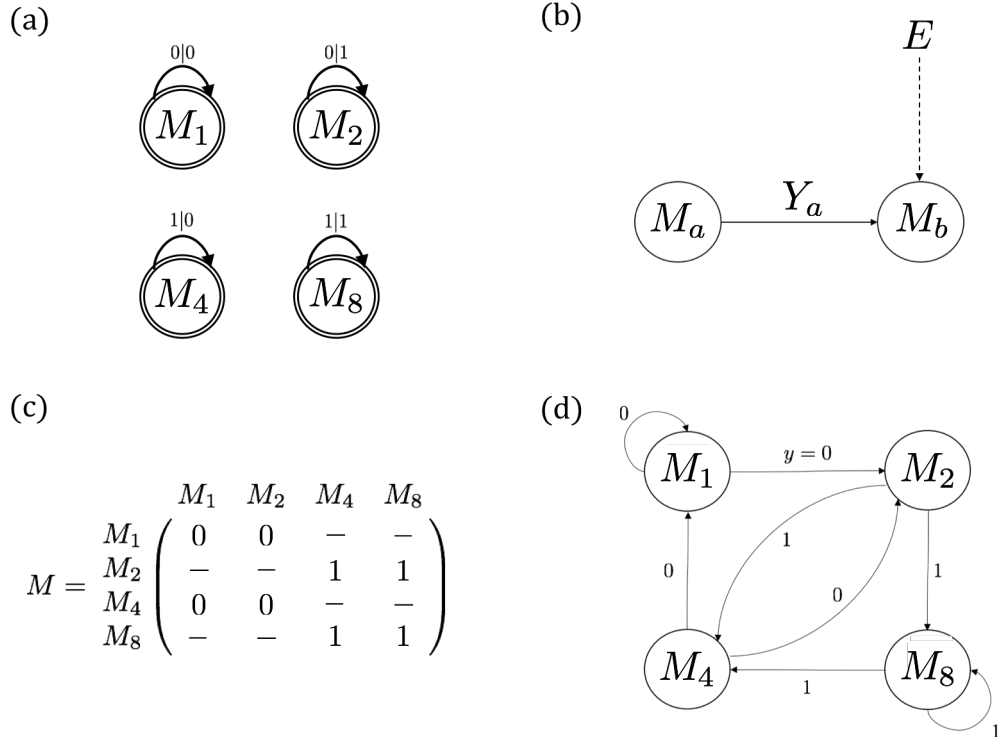 (a)
0|0
M₁
0|1
M₂
1|0
M₄
1|1
M₈
(b)
E
Mₐ
Yₐ
M_b
(c)
M₁ M₂ M₄ M₈
M =
M₁ 0 0 − −
M₂ − − 1 1
M₄ 0 0 − −
M₈ − − 1 1
(d)
0
M₁
y = 0
M₂
1
0
0
1
M₄
1
M₈
1